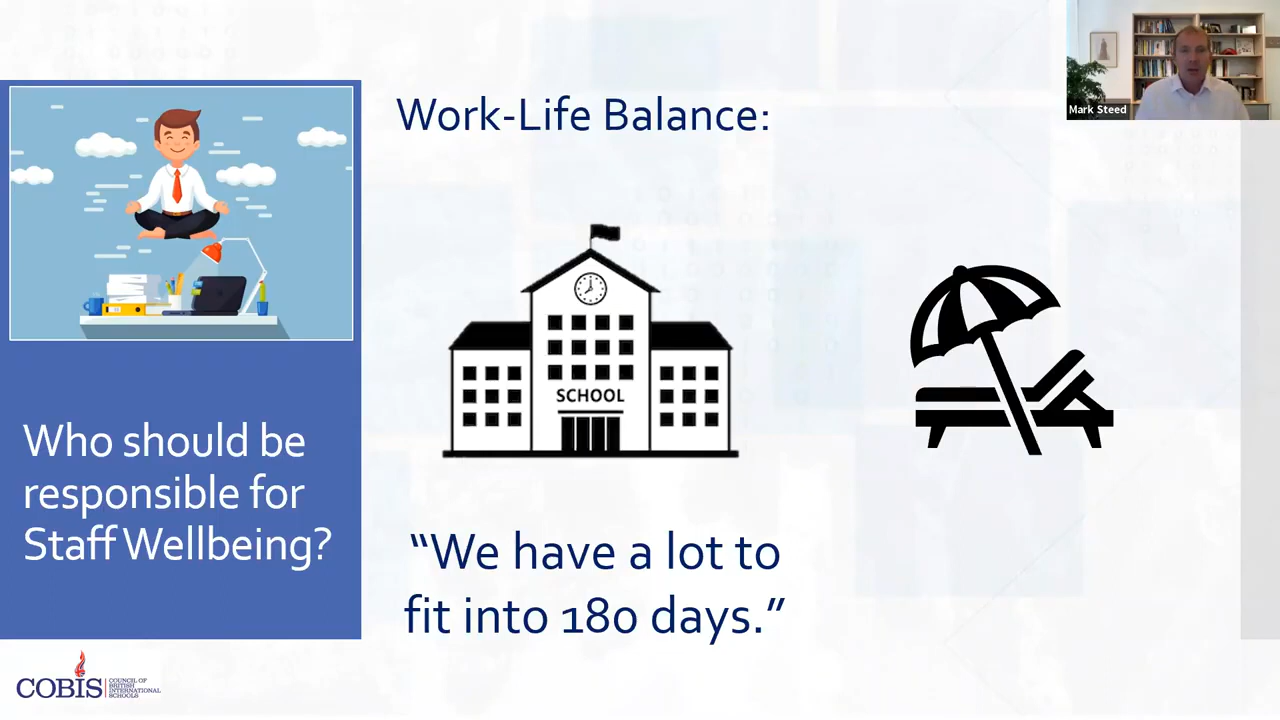 Work-Life Balance:
Mark Steed
SCHOOL
Who should be
responsible for
Staff Wellbeing?
“We have a lot to
fit into 180 days.”
COBIS
COUNCIL OF
BRITISH
INTERNATIONAL
SCHOOLS